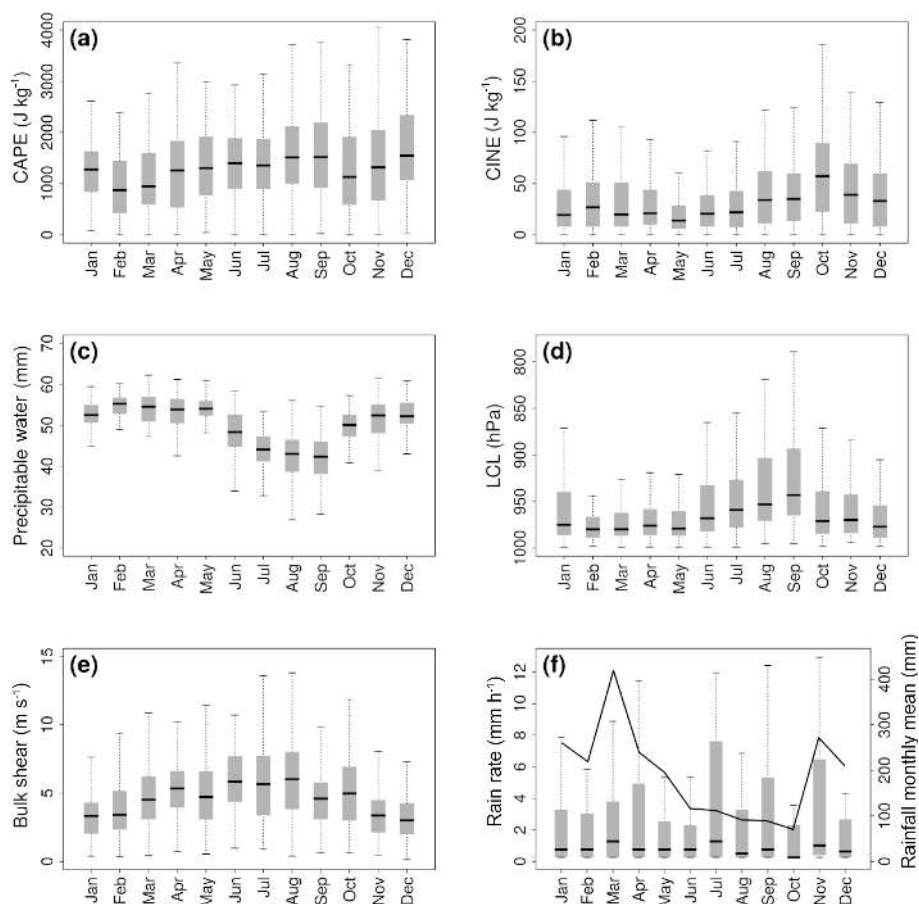 (a)
CAPE (J kg⁻¹)
4000
3000
2000
1000
0
Jan Feb Mar Apr May Jun Jul Aug Sep Oct Nov Dec
(b)
CINE (J kg⁻¹)
200
150
100
50
0
Jan Feb Mar Apr May Jun Jul Aug Sep Oct Nov Dec
(c)
Precipitable water (mm)
70
60
50
40
30
20
Jan Feb Mar Apr May Jun Jul Aug Sep Oct Nov Dec
(d)
LCL (hPa)
800
850
900
950
1000
Jan Feb Mar Apr May Jun Jul Aug Sep Oct Nov Dec
(e)
Bulk shear (m s⁻¹)
15
10
5
0
Jan Feb Mar Apr May Jun Jul Aug Sep Oct Nov Dec
(f)
Rain rate (mm h⁻¹)
12
10
8
6
4
2
0
Jan Feb Mar Apr May Jun Jul Aug Sep Oct Nov Dec
400
300
200
100
0
Rainfall monthly mean (mm)